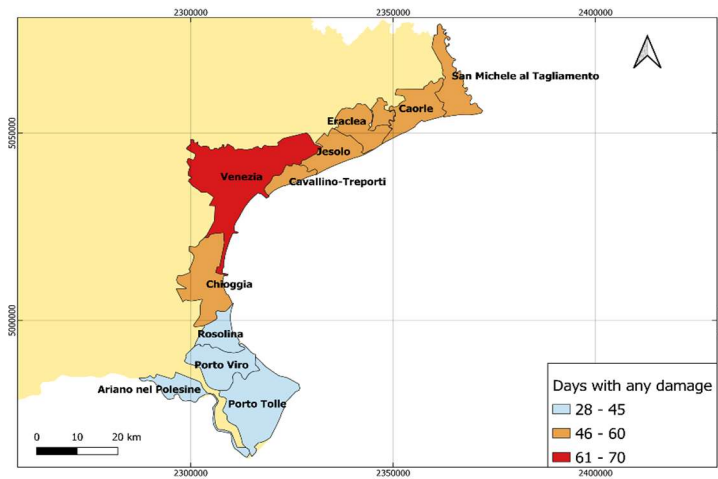 2300000 2350000 2400000
San Michele al Tagliamento
Caorle
Eraclea
5050000 5050000
Jesolo
Venezia
Cavallino-Treporti
Chioggia
5000000 5000000
Rosolina
Porto Viro
Ariano nel Polesine
Porto Tolle
Days with any damage
28 - 45
46 - 60
61 - 70
0 10 20 km
2300000 2350000 2400000